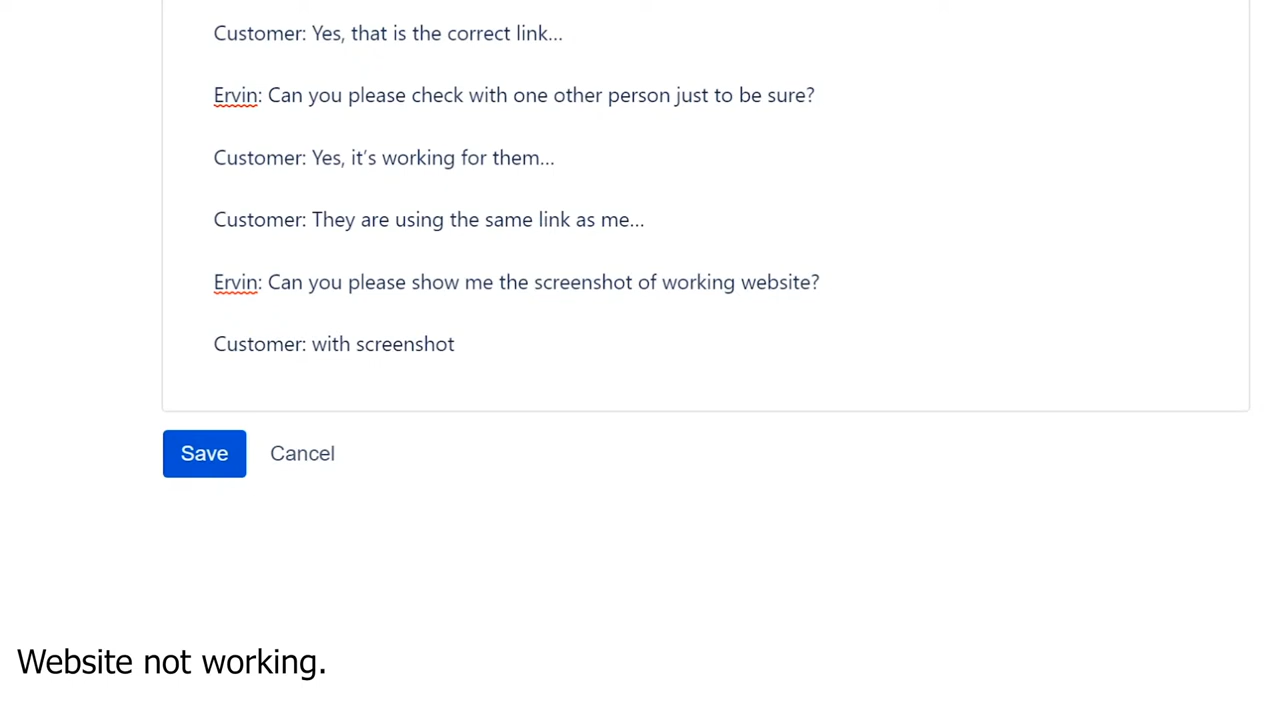 Customer: Yes, that is the correct link…
Ervin: Can you please check with one other person just to be sure?
Customer: Yes, it’s working for them…
Customer: They are using the same link as me…
Ervin: Can you please show me the screenshot of working website?
Customer: with screenshot
Save Cancel
Website not working.